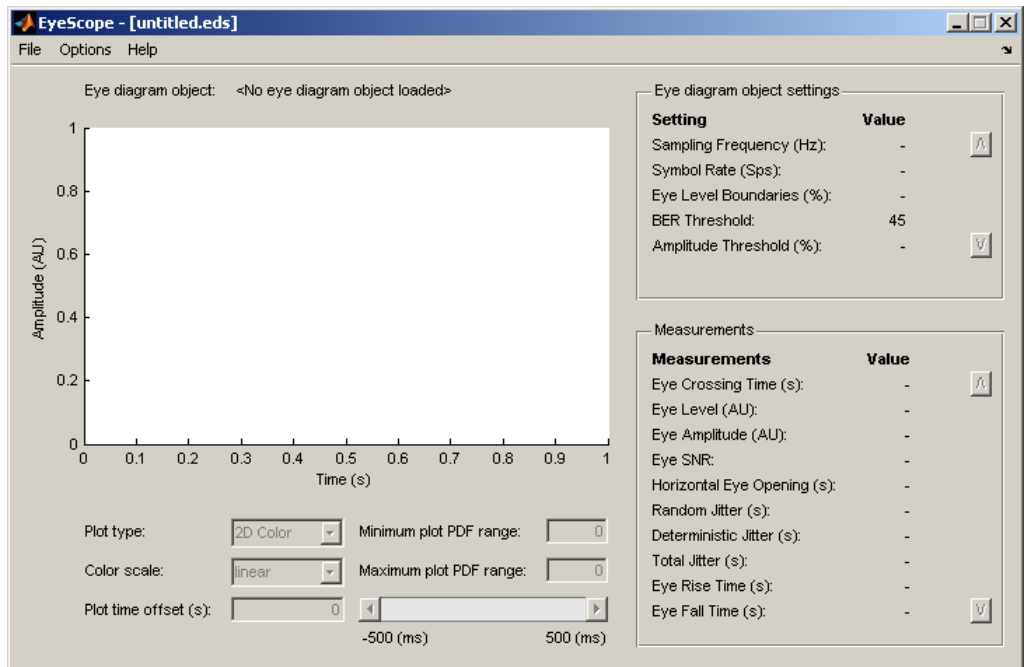 EyeScope - [untitled.eds]
File Options Help
Eye diagram object: <No eye diagram object loaded>
1
0.8
0.6
0.4
0.2
0
Amplitude (AU)
0 0.1 0.2 0.3 0.4 0.5 0.6 0.7 0.8 0.9 1
Time (s)
Plot type: 2D Color
Minimum plot PDF range: 0
Color scale: linear
Maximum plot PDF range: 0
Plot time offset (s): 0
-500 (ms) 500 (ms)
Eye diagram object settings
Setting Value
Sampling Frequency (Hz): -
Symbol Rate (Sps): -
Eye Level Boundaries (%): -
BER Threshold: 45
Amplitude Threshold (%): -
Measurements
Measurements Value
Eye Crossing Time (s): -
Eye Level (AU): -
Eye Amplitude (AU): -
Eye SNR: -
Horizontal Eye Opening (s): -
Random Jitter (s): -
Deterministic Jitter (s): -
Total Jitter (s): -
Eye Rise Time (s): -
Eye Fall Time (s): -